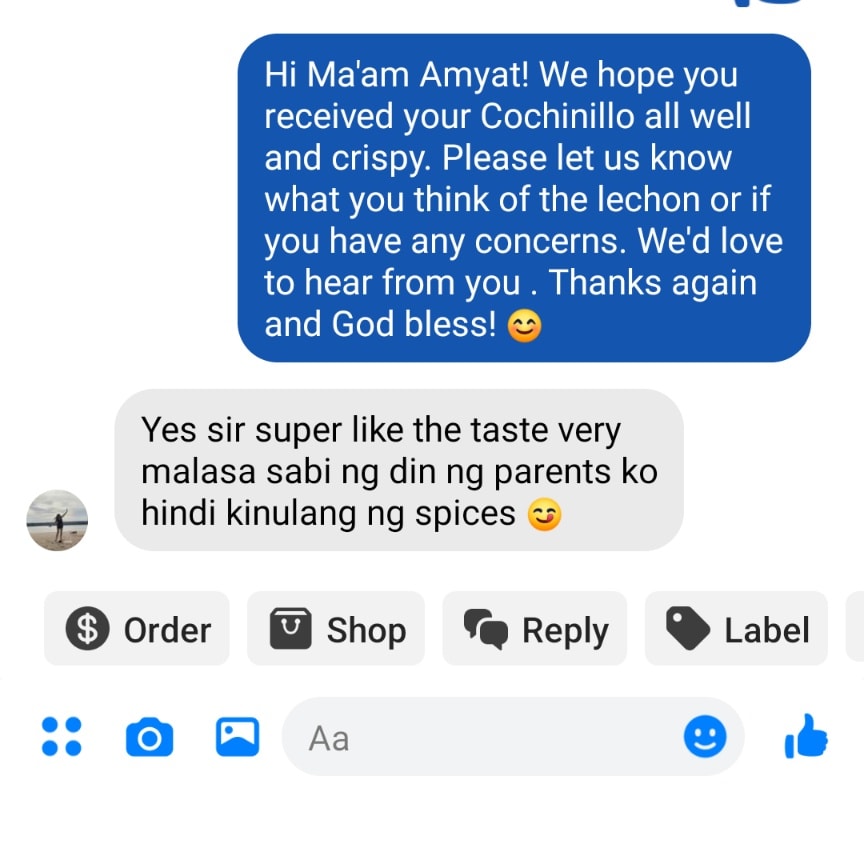 Hi Ma'am Amyat! We hope you
received your Cochinillo all well
and crispy. Please let us know
what you think of the lechon or if
you have any concerns. We'd love
to hear from you . Thanks again
and God bless! 😊
Yes sir super like the taste very
malasa sabi ng din ng parents ko
hindi kinulang ng spices 😋
Order
Shop
Reply
Label
Aa